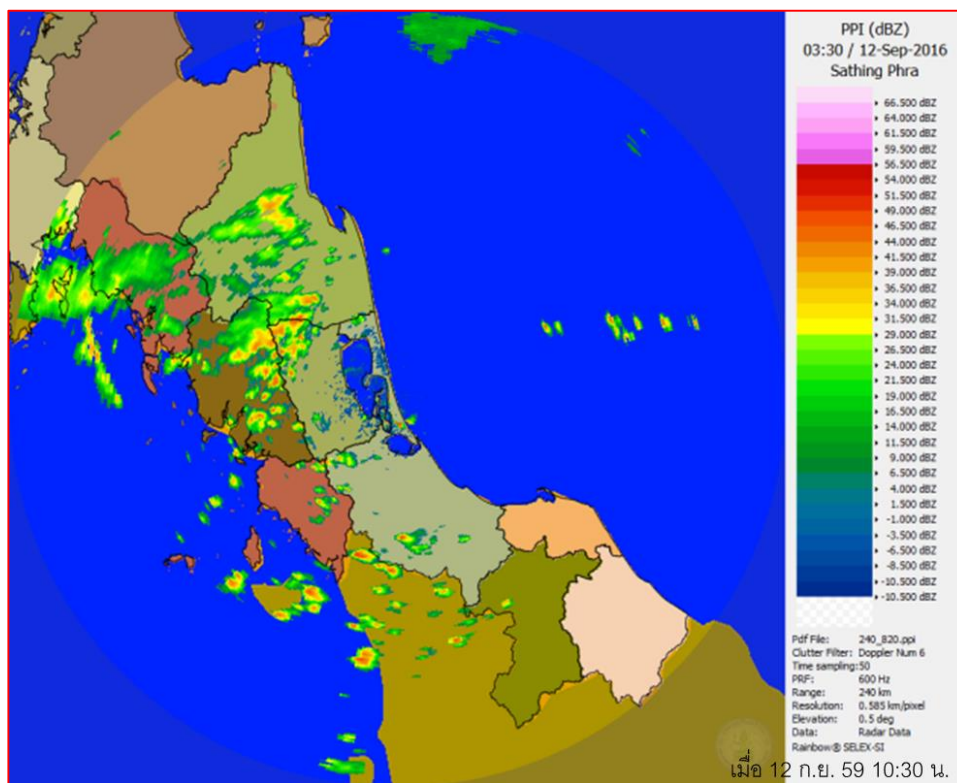 PPI (dBZ)
03:30 / 12-Sep-2016
Sathing Phra
66.500 dBZ
64.000 dBZ
61.500 dBZ
59.500 dBZ
56.500 dBZ
54.000 dBZ
51.500 dBZ
49.000 dBZ
46.500 dBZ
44.000 dBZ
41.500 dBZ
39.000 dBZ
36.500 dBZ
34.000 dBZ
31.500 dBZ
29.000 dBZ
26.500 dBZ
24.000 dBZ
21.500 dBZ
19.000 dBZ
16.500 dBZ
14.000 dBZ
11.500 dBZ
9.000 dBZ
6.500 dBZ
4.000 dBZ
1.500 dBZ
-1.000 dBZ
-3.500 dBZ
-6.500 dBZ
-8.500 dBZ
-10.500 dBZ
-10.500 dBZ
Pdf File: 240_B20.ppi
Clutter Filter: Doppler Num 6
Time sampling:50
PRF: 600 Hz
Range: 240 km
Resolution: 0.585 km/pixel
Elevation: 0.5 deg
Data: Radar Data
Rainbow® SELEX-SI
เมื่อ 12 ก.ย. 59 10:30 น.